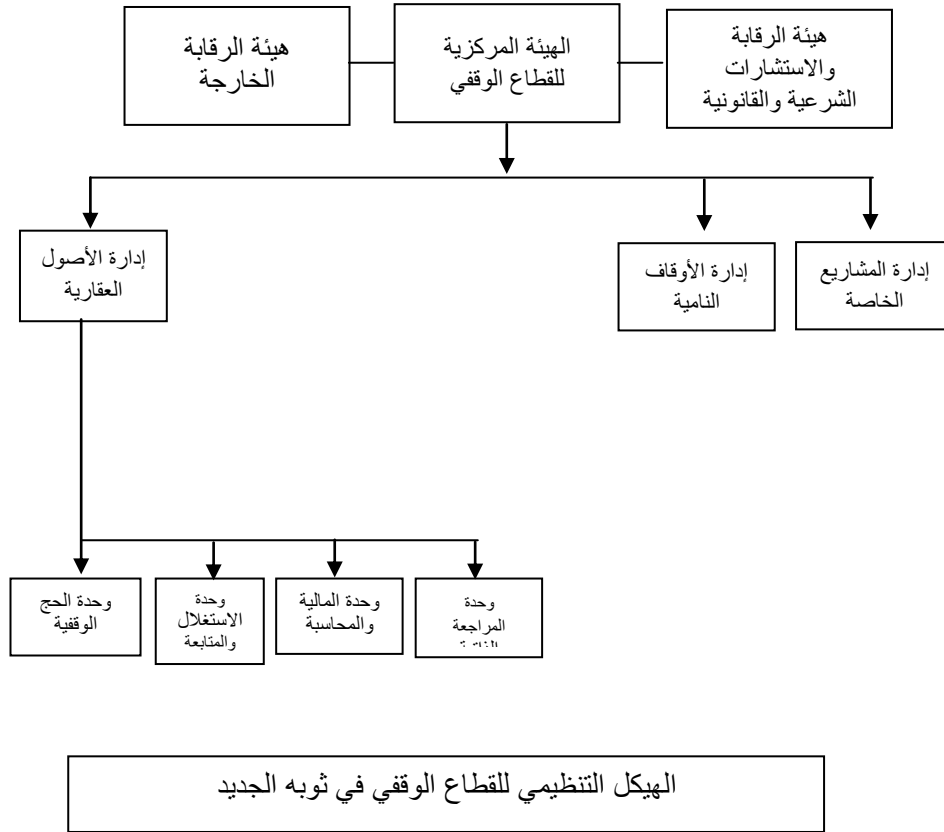 هيئة الرقابة
والاستشارات
الشرعية والقانونية
الهيئة المركزية
للقطاع الوقفي
هيئة الرقابة
الخارجة
إدارة المشاريع
الخاصة
إدارة الأوقاف
النامية
إدارة الأصول
العقارية
وحدة
المراجعة
وحدة المالية
والمحاسبة
وحدة
الاستغلال
والمتابعة
وحدة الحج
الوقفية
الهيكل التنظيمي للقطاع الوقفي في ثوبه الجديد